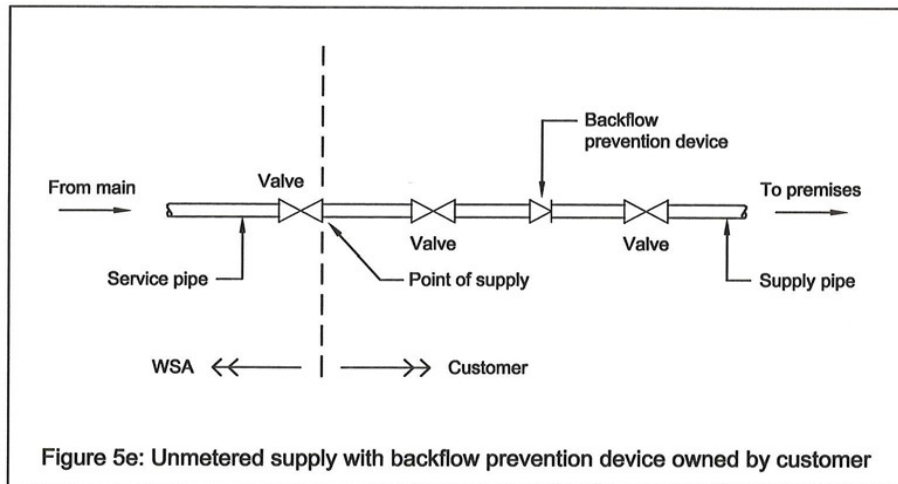 Backflow
prevention device
Valve
From main
To premises
Valve
Valve
Service pipe
Point of supply
Supply pipe
WSA
Customer
Figure 5e: Unmetered supply with backflow prevention device owned by customer